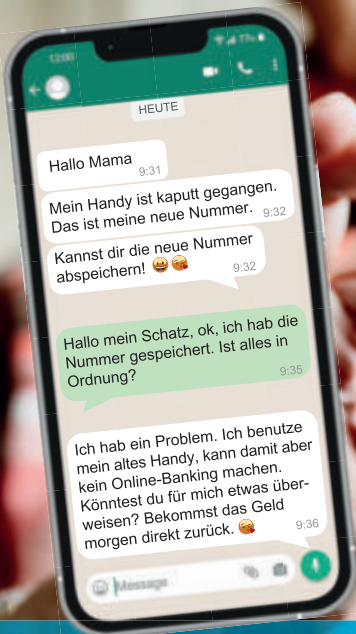 12:00
77%
HEUTE
Hallo Mama
9:31
Mein Handy ist kaputt gegangen.
Das ist meine neue Nummer.
9:32
Kannst dir die neue Nummer
abspeichern! 😀😘
9:32
Hallo mein Schatz, ok, ich hab die
Nummer gespeichert. Ist alles in
Ordnung?
9:35
Ich hab ein Problem. Ich benutze
mein altes Handy, kann damit aber
kein Online-Banking machen.
Könntest du für mich etwas über-
weisen? Bekommst das Geld
morgen direkt zurück. 😘
9:36
Message